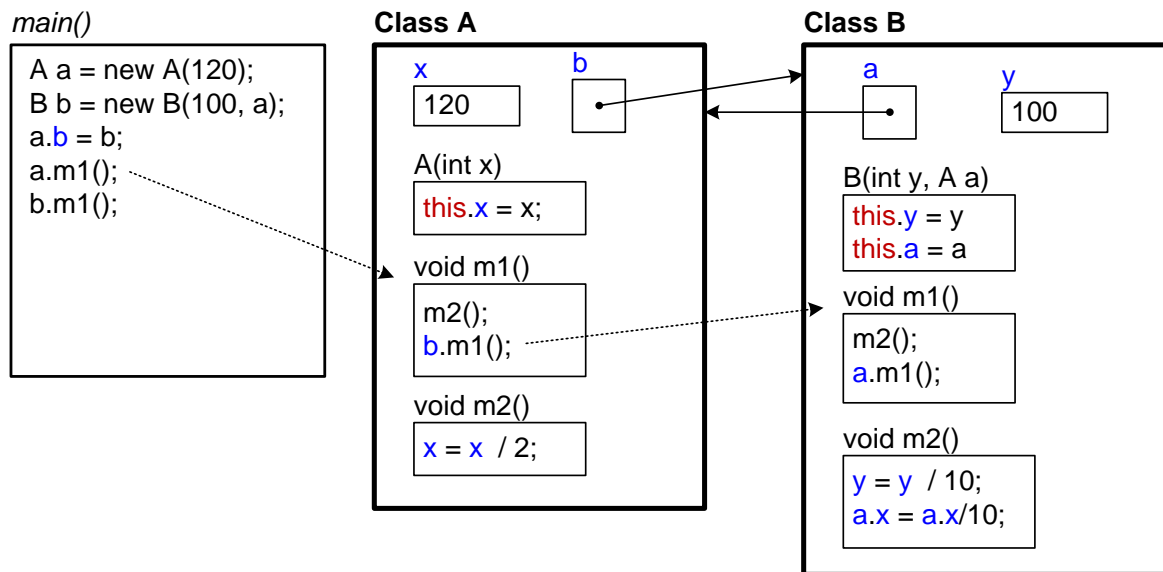 main()
A a = new A(120);
B b = new B(100, a);
a.b = b;
a.m1();
b.m1();
Class A
x
b
120
A(int x)
this.x = x;
void m1()
m2();
b.m1();
void m2()
x = x / 2;
Class B
a
y
100
B(int y, A a)
this.y = y
this.a = a
void m1()
m2();
a.m1();
void m2()
y = y / 10;
a.x = a.x/10;